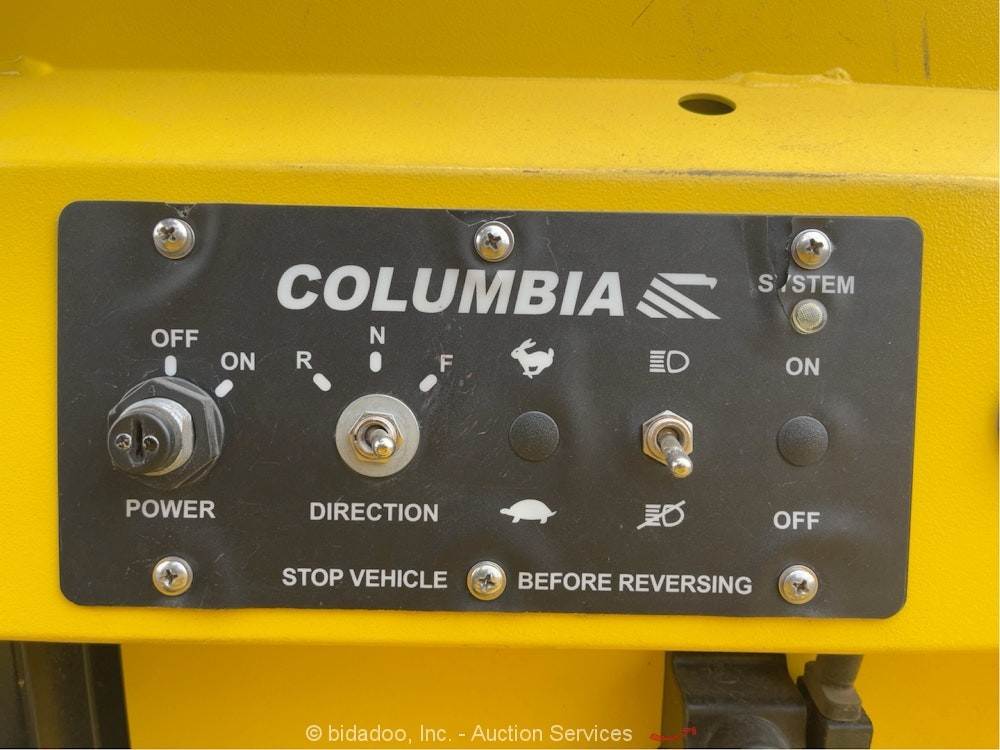 COLUMBIA
SYSTEM
OFF
ON
R
N
F
ON
POWER
DIRECTION
OFF
STOP VEHICLE BEFORE REVERSING
© bidadoo, Inc. - Auction Services